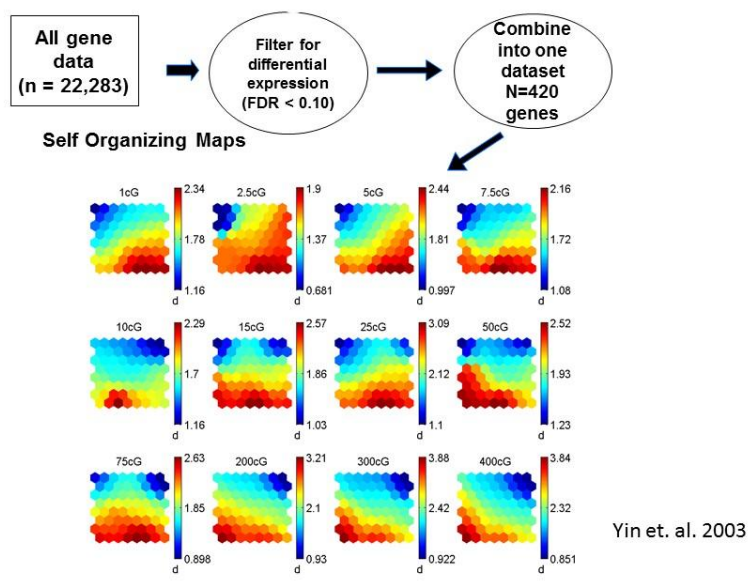 All gene
data
(n = 22,283)
Filter for
differential
expression
(FDR < 0.10)
Combine
into one
dataset
N=420
genes
Self Organizing Maps
1cG
2.34
1.78
1.16
d
2.5cG
1.9
1.37
0.681
d
5cG
2.44
1.81
0.997
d
7.5cG
2.16
1.72
1.08
d
10cG
2.29
1.7
1.16
d
15cG
2.57
1.86
1.03
d
25cG
3.09
2.12
1.1
d
50cG
2.52
1.93
1.23
d
75cG
2.63
1.85
0.898
d
200cG
3.21
2.1
0.93
d
300cG
3.88
2.42
0.922
d
400cG
3.84
2.32
0.851
d
Yin et. al. 2003